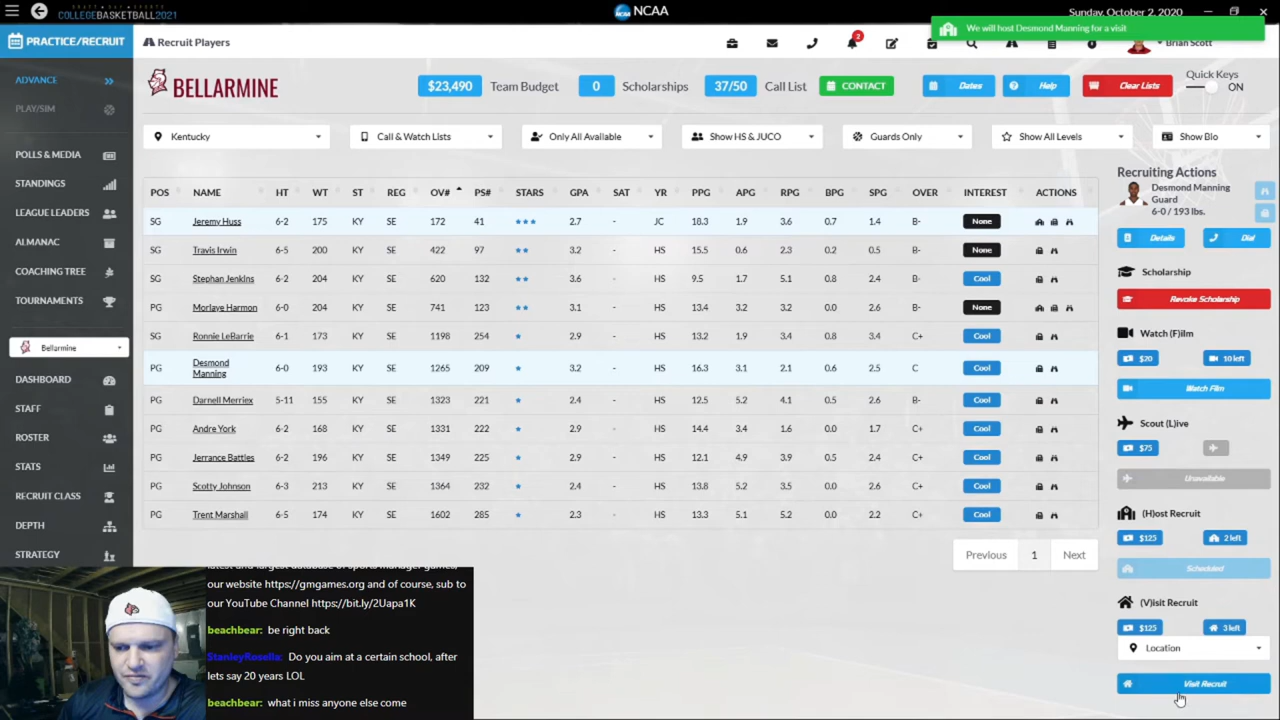 DRAFT DAY SPORTS
COLLEGEBASKETBALL2021
NCAA
Sunday, October 2, 2020
PRACTICE/RECRUIT
Recruit Players
2
We will host Desmond Manning for a visit
Brian Scott
ADVANCE
PLAY/SIM
POLLS & MEDIA
STANDINGS
LEAGUE LEADERS
ALMANAC
COACHING TREE
TOURNAMENTS
Bellarmine
DASHBOARD
STAFF
ROSTER
STATS
RECRUIT CLASS
DEPTH
STRATEGY
BELLARMINE
$23,490 Team Budget 0 Scholarships 37/50 Call List CONTACT Dates Help Clear Lists Quick Keys ON
Kentucky Call & Watch Lists Only All Available Show HS & JUCO Guards Only Show All Levels Show Bio
POS NAME HT WT ST REG OV# PS# STARS GPA SAT YR PPG APG RPG BPG SPG OVER INTEREST ACTIONS
SG Jeremy Huss 6-2 175 KY SE 172 41 ★★★ 2.7 - JC 18.3 1.9 3.6 0.7 1.4 B- None
SG Travis Irwin 6-5 200 KY SE 422 97 ★★ 3.2 - HS 15.5 0.6 2.3 0.2 0.5 B- None
SG Stephan Jenkins 6-2 204 KY SE 620 132 ★★ 3.6 - HS 9.5 1.7 5.1 0.8 2.4 B- Cool
PG Morlaye Harmon 6-0 204 KY SE 741 123 ★★ 3.1 - HS 13.4 3.2 3.2 0.0 2.6 B- None
SG Ronnie LeBarrie 6-1 173 KY SE 1198 254 ★ 2.9 - HS 13.2 1.9 3.4 0.8 3.4 C+ Cool
PG Desmond Manning 6-0 193 KY SE 1265 209 ★ 3.2 - HS 16.3 3.1 2.1 0.6 2.5 C Cool
PG Darnell Merriex 5-11 155 KY SE 1323 221 ★ 2.4 - HS 12.5 5.2 4.1 0.5 2.6 B- Cool
PG Andre York 6-2 168 KY SE 1331 222 ★ 2.9 - HS 14.4 3.4 1.6 0.0 1.7 C+ Cool
PG Jerrance Battles 6-2 196 KY SE 1349 225 ★ 2.9 - HS 12.1 4.9 3.9 0.5 2.4 C+ Cool
PG Scotty Johnson 6-3 213 KY SE 1364 232 ★ 2.4 - HS 13.8 5.2 3.5 0.0 2.6 C+ Cool
PG Trent Marshall 6-5 174 KY SE 1602 285 ★ 2.3 - HS 13.3 5.1 5.2 0.0 2.2 C+ Cool
Previous 1 Next
Recruiting Actions
Desmond Manning
Guard
6-0 / 193 lbs.
Details Dial
Scholarship
Revoke Scholarship
Watch (F)ilm
$20 10 left
Watch Film
Scout (L)ive
$75
Unavailable
(H)ost Recruit
$125 2 left
Scheduled
(V)isit Recruit
$125 3 left
Location
Visit Recruit
latest and largest database of sports manager games,
our website https://gmgames.org and of course, sub to
our YouTube Channel https://bit.ly/2Uapa1K
beachbear: be right back
StanleyRosella: Do you aim at a certain school, after
lets say 20 years LOL
beachbear: what i miss anyone else come